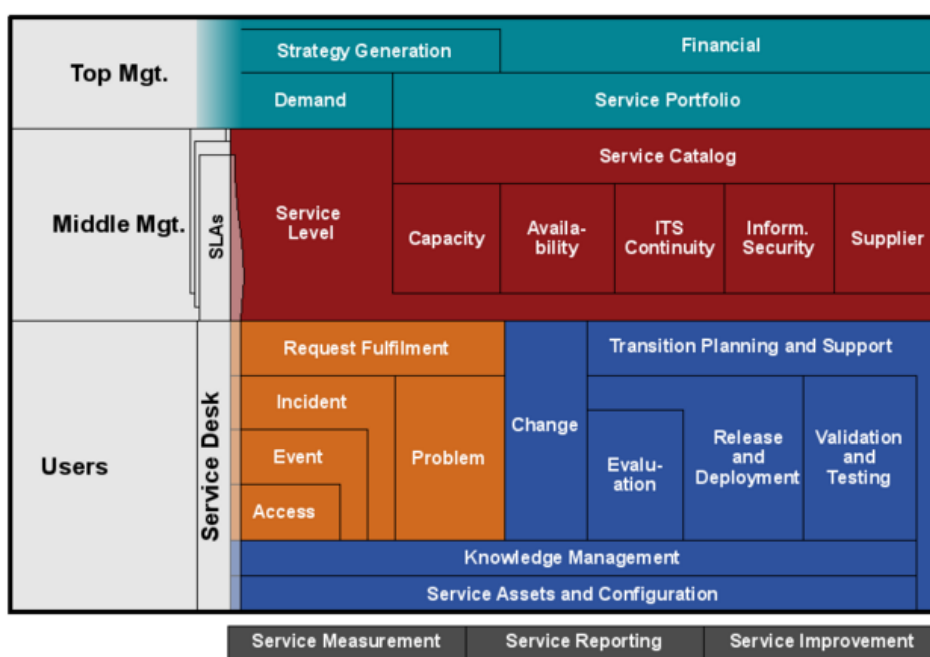 Top Mgt.
Strategy Generation
Financial
Demand
Service Portfolio
Middle Mgt.
SLAs
Service
Level
Service Catalog
Capacity
Availa-
bility
ITS
Continuity
Inform.
Security
Supplier
Users
Service Desk
Request Fulfilment
Incident
Event
Access
Problem
Change
Transition Planning and Support
Evalu-
ation
Release
and
Deployment
Validation
and
Testing
Knowledge Management
Service Assets and Configuration
Service Measurement
Service Reporting
Service Improvement